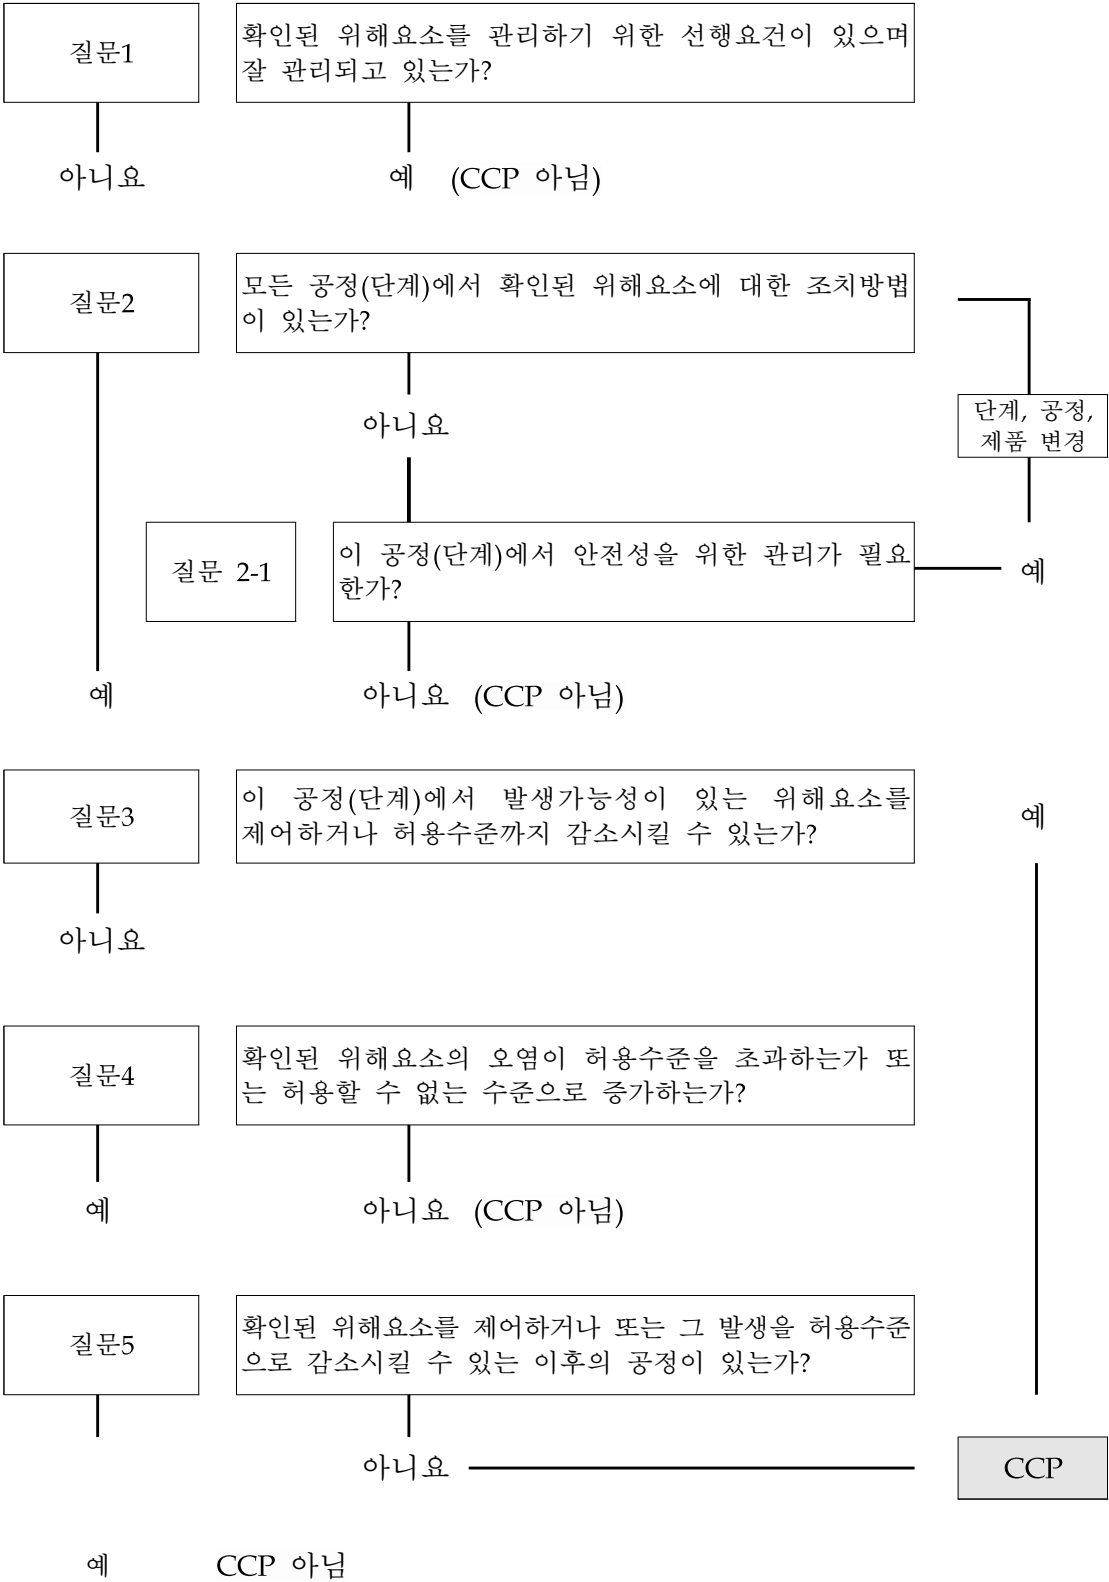 질문1
확인된 위해요소를 관리하기 위한 선행요건이 있으며
잘 관리되고 있는가?
아니요
예 (CCP 아님)
질문2
모든 공정(단계)에서 확인된 위해요소에 대한 조치방법
이 있는가?
아니요
단계, 공정,
제품 변경
질문 2-1
이 공정(단계)에서 안전성을 위한 관리가 필요
한가?
예
예
아니요 (CCP 아님)
질문3
이 공정(단계)에서 발생가능성이 있는 위해요소를
제어하거나 허용수준까지 감소시킬 수 있는가?
예
아니요
질문4
확인된 위해요소의 오염이 허용수준을 초과하는가 또
는 허용할 수 없는 수준으로 증가하는가?
예
아니요 (CCP 아님)
질문5
확인된 위해요소를 제어하거나 또는 그 발생을 허용수준
으로 감소시킬 수 있는 이후의 공정이 있는가?
아니요
CCP
예 CCP 아님